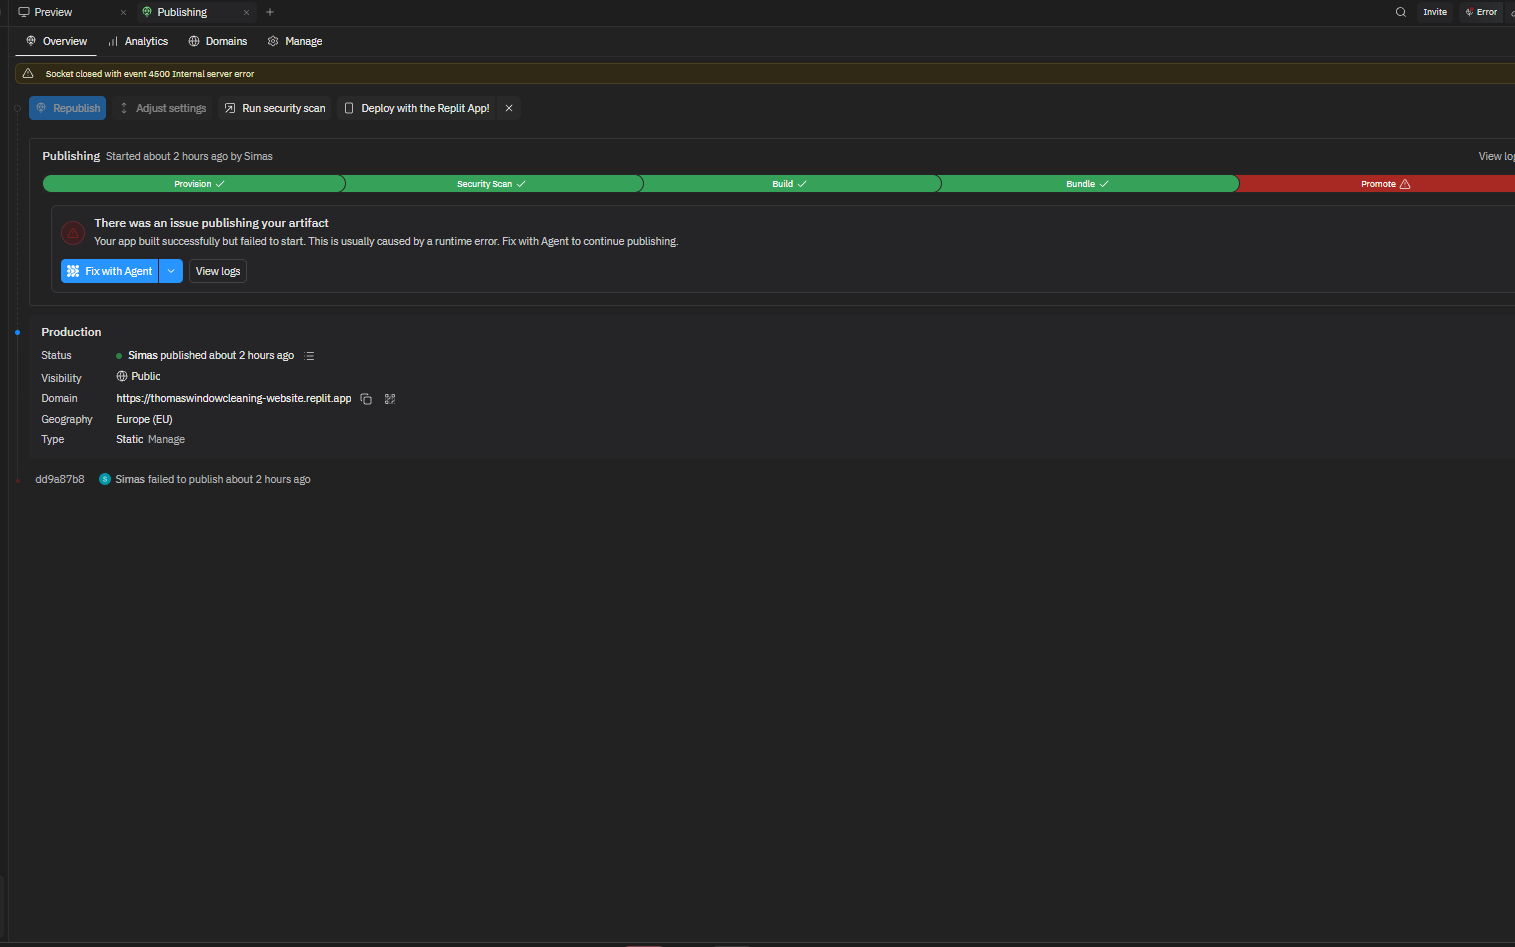 Preview
Publishing
Invite
Error
Overview
Analytics
Domains
Manage
Socket closed with event 4500 Internal server error
Republish
Adjust settings
Run security scan
Deploy with the Replit App!
Publishing Started about 2 hours ago by Simas
View log
Provision
Security Scan
Build
Bundle
Promote
There was an issue publishing your artifact
Your app built successfully but failed to start. This is usually caused by a runtime error. Fix with Agent to continue publishing.
Fix with Agent
View logs
Production
Status Simas published about 2 hours ago
Visibility Public
Domain https://thomaswindowcleaning-website.replit.app
Geography Europe (EU)
Type Static Manage
dd9a87b8 S Simas failed to publish about 2 hours ago